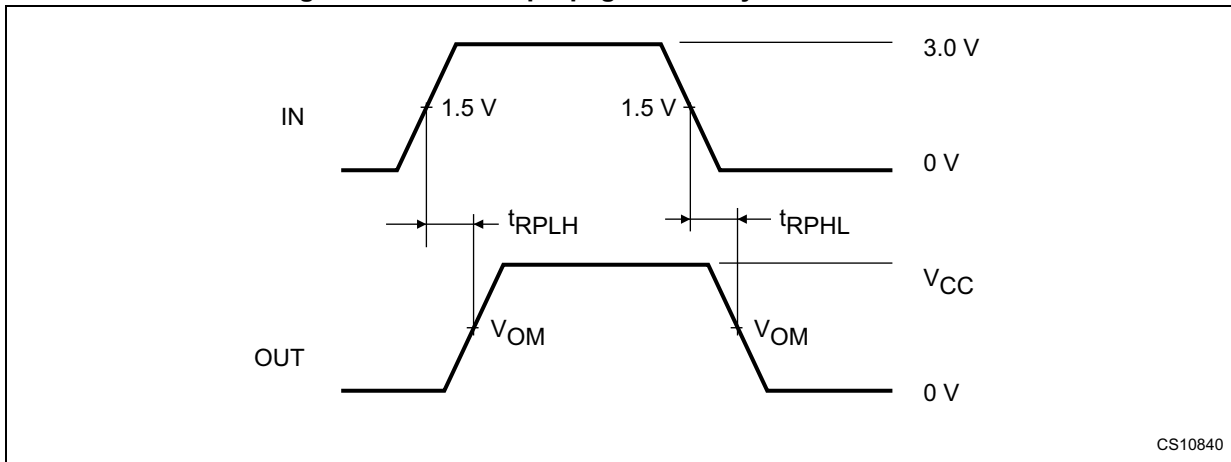 3.0 V
1.5 V
1.5 V
IN
0 V
tRPLH
tRPHL
VCC
VOM
VOM
OUT
0 V
CS10840